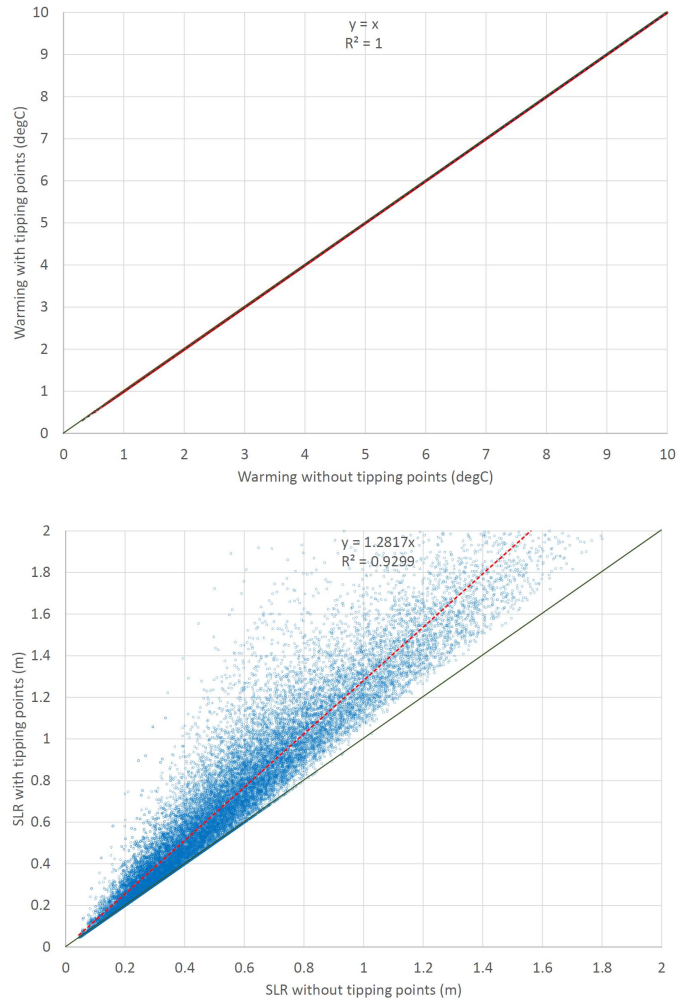 y = x
R² = 1
10
9
8
7
6
5
4
3
2
1
0
Warming with tipping points (degC)
0 1 2 3 4 5 6 7 8 9 10
Warming without tipping points (degC)
y = 1.2817x
R² = 0.9299
2
1.8
1.6
1.4
1.2
1
0.8
0.6
0.4
0.2
0
SLR with tipping points (m)
0 0.2 0.4 0.6 0.8 1 1.2 1.4 1.6 1.8 2
SLR without tipping points (m)